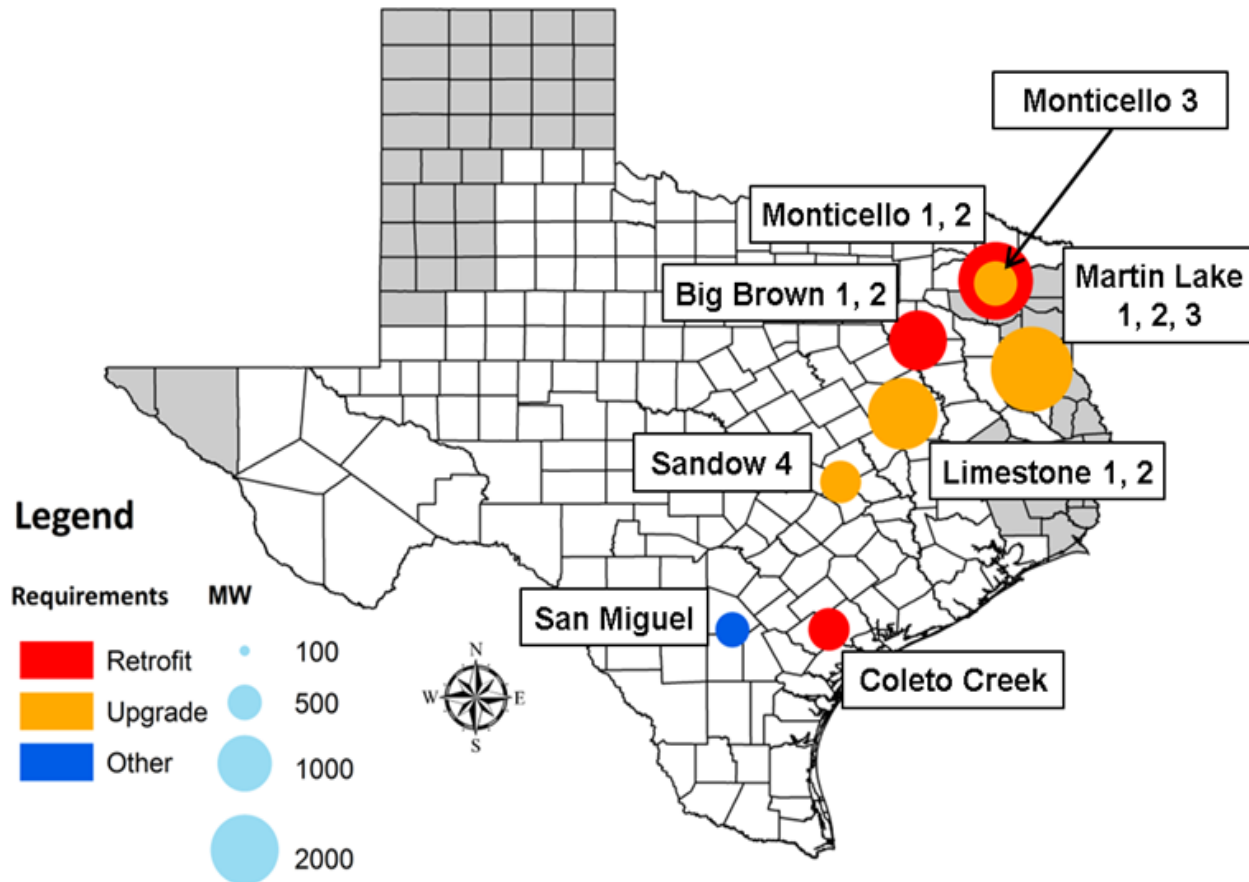 Monticello 3
Monticello 1, 2
Big Brown 1, 2
Martin Lake
1, 2, 3
Sandow 4
Limestone 1, 2
San Miguel
Coleto Creek
Legend
Requirements
MW
Retrofit
Upgrade
Other
100
500
1000
2000
N
W
E
S